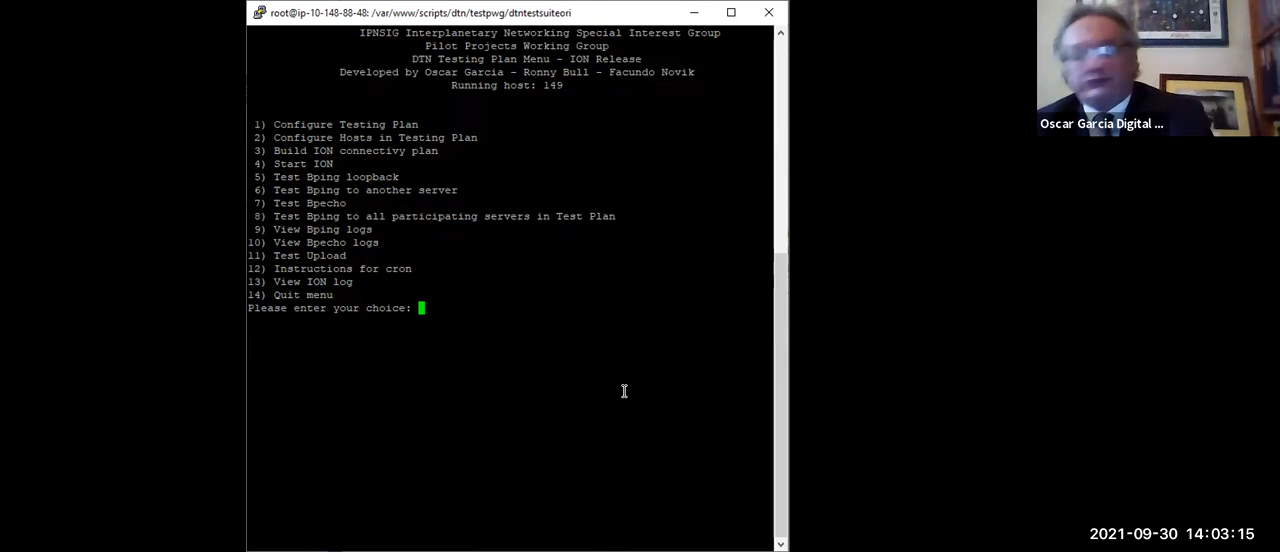 root@ip-10-148-88-48: /var/www/scripts/dtn/testpwg/dtntestsuiteori
IPNSIG Interplanetary Networking Special Interest Group
Pilot Projects Working Group
DTN Testing Plan Menu - ION Release
Developed by Oscar Garcia - Ronny Bull - Facundo Novik
Running host: 149
1) Configure Testing Plan
2) Configure Hosts in Testing Plan
3) Build ION connectivy plan
4) Start ION
5) Test Bping loopback
6) Test Bping to another server
7) Test Bpecho
8) Test Bping to all participating servers in Test Plan
9) View Bping logs
10) View Bpecho logs
11) Test Upload
12) Instructions for cron
13) View ION log
14) Quit menu
Please enter your choice:
Oscar Garcia Digital ...
2021-09-30 14:03:15